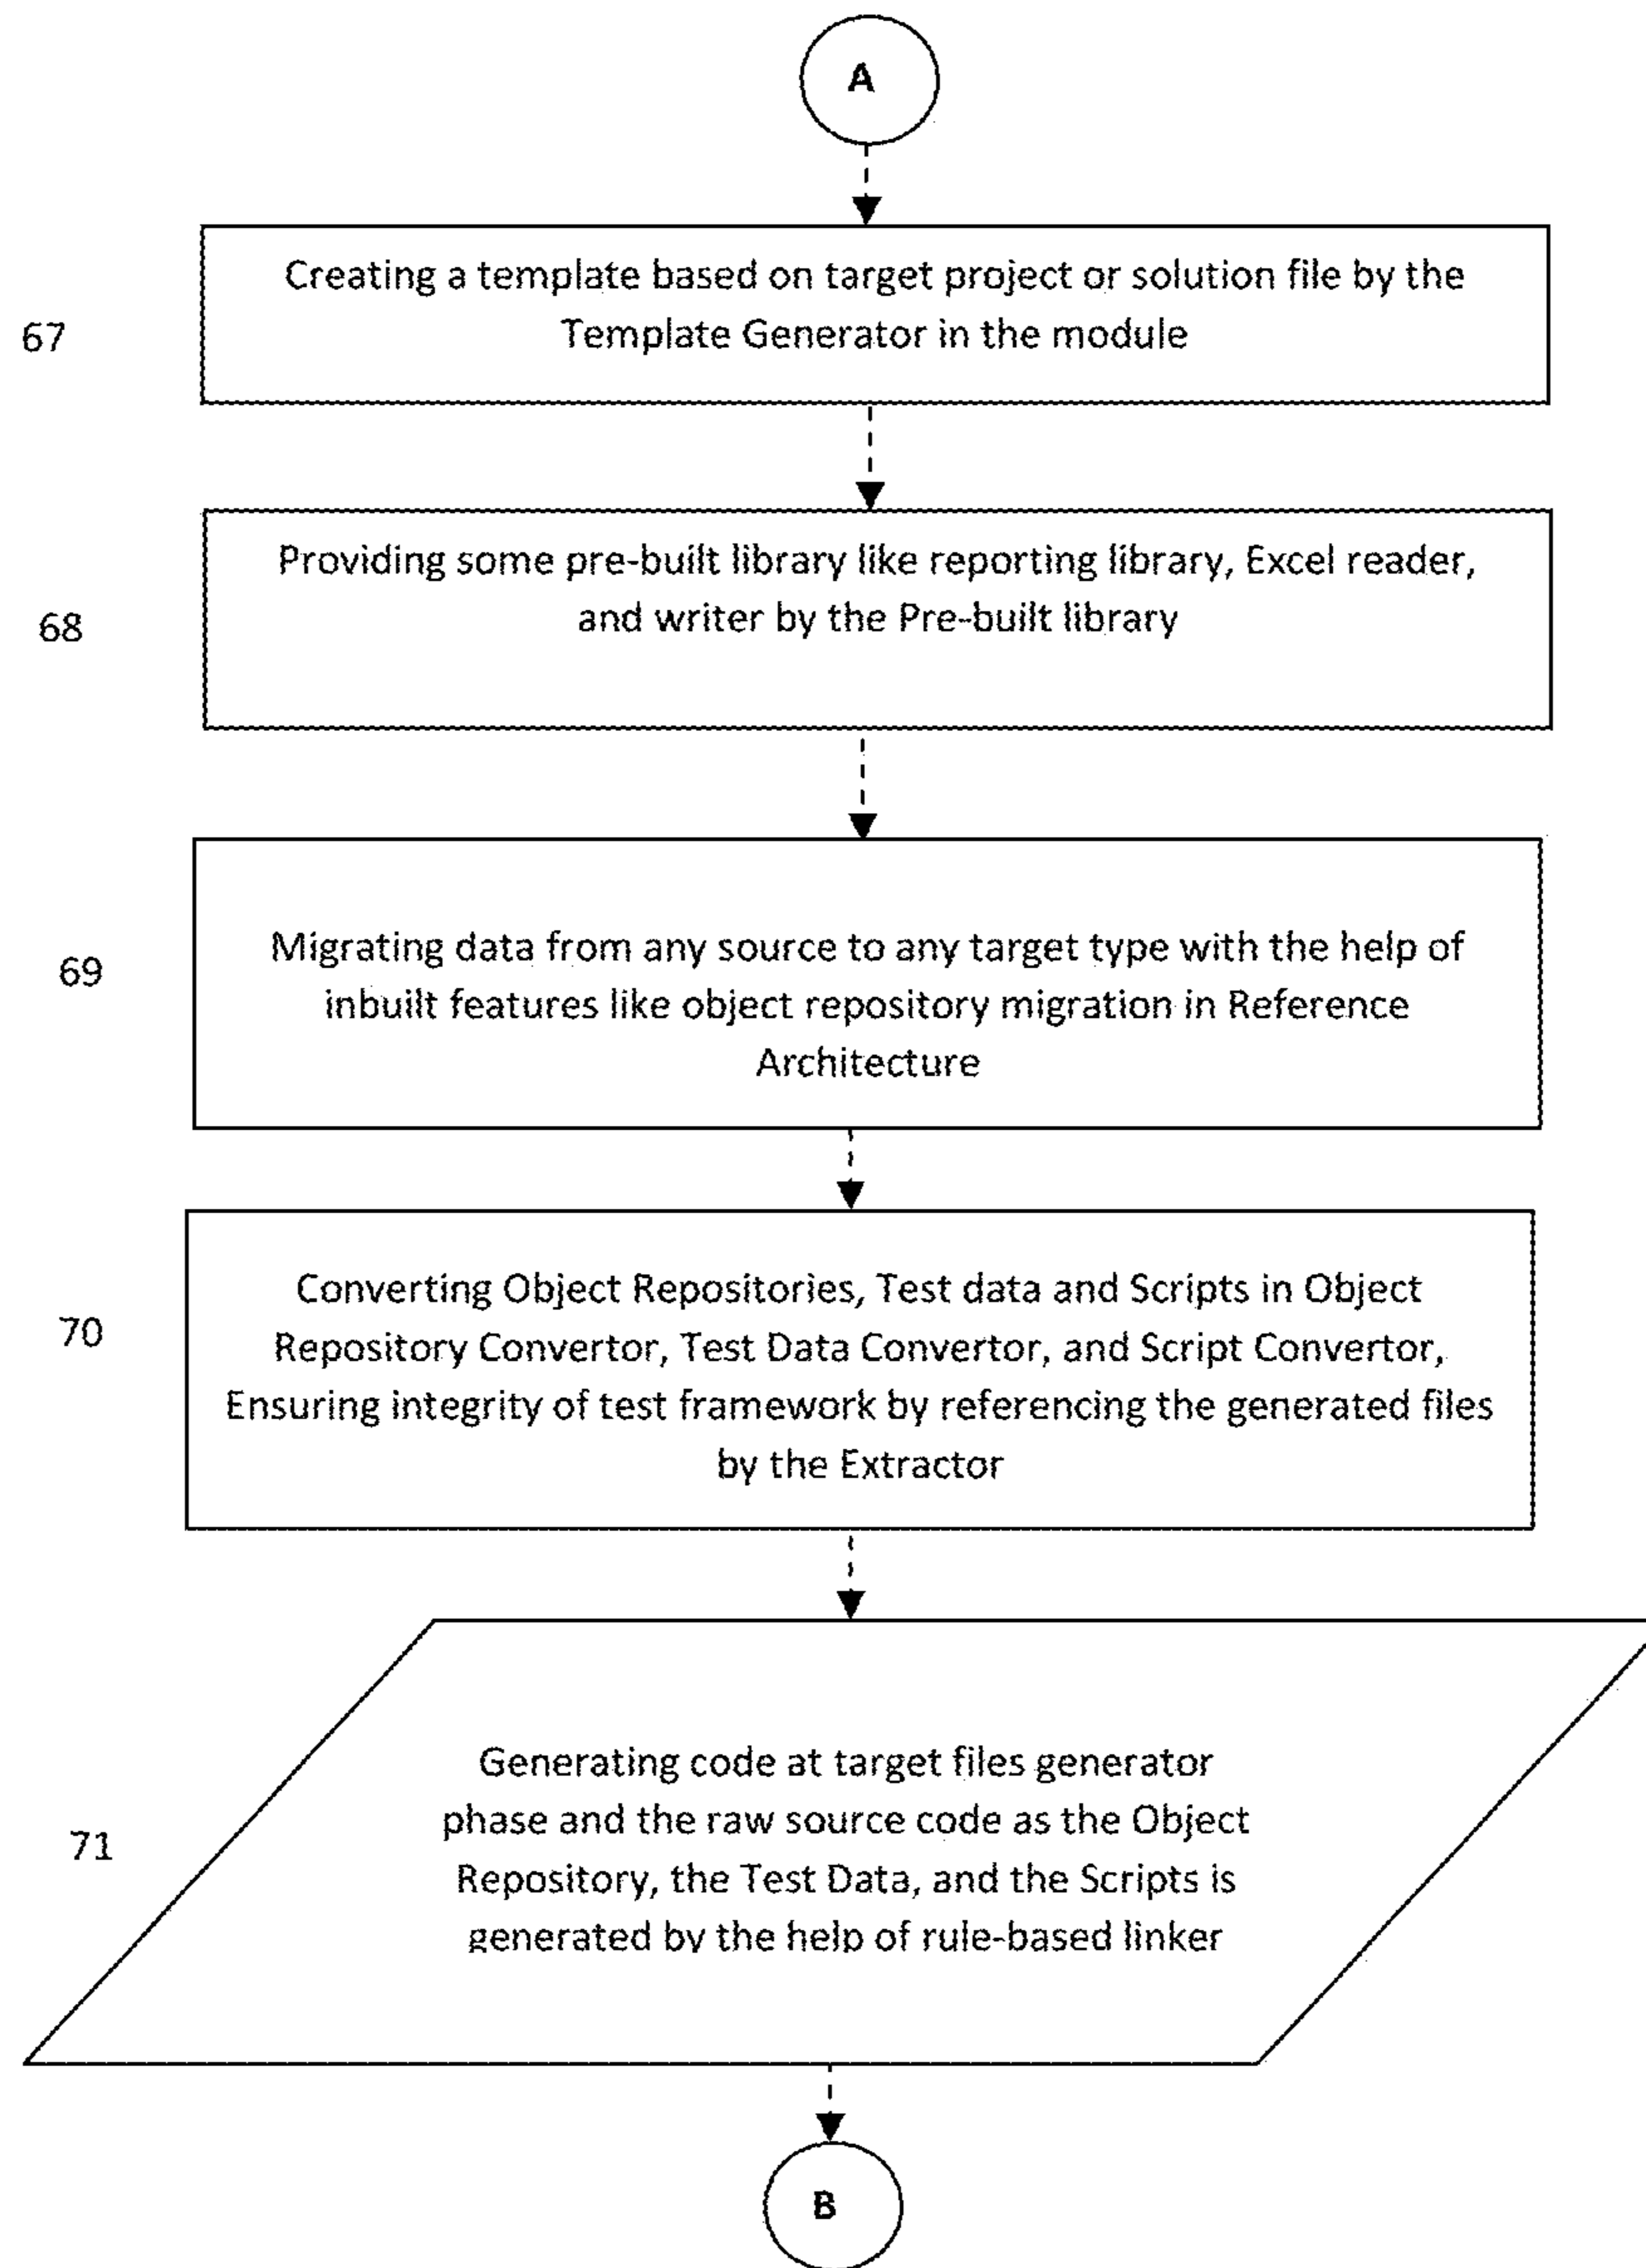 A
67
Creating a template based on target project or solution file by the
Template Generator in the module
68
Providing some pre-built library like reporting library, Excel reader,
and writer by the Pre-built library
69
Migrating data from any source to any target type with the help of
inbuilt features like object repository migration in Reference
Architecture
70
Converting Object Repositories, Test data and Scripts in Object
Repository Convertor, Test Data Convertor, and Script Convertor,
Ensuring integrity of test framework by referencing the generated files
by the Extractor
71
Generating code at target files generator
phase and the raw source code as the Object
Repository, the Test Data, and the Scripts is
generated by the help of rule-based linker
B